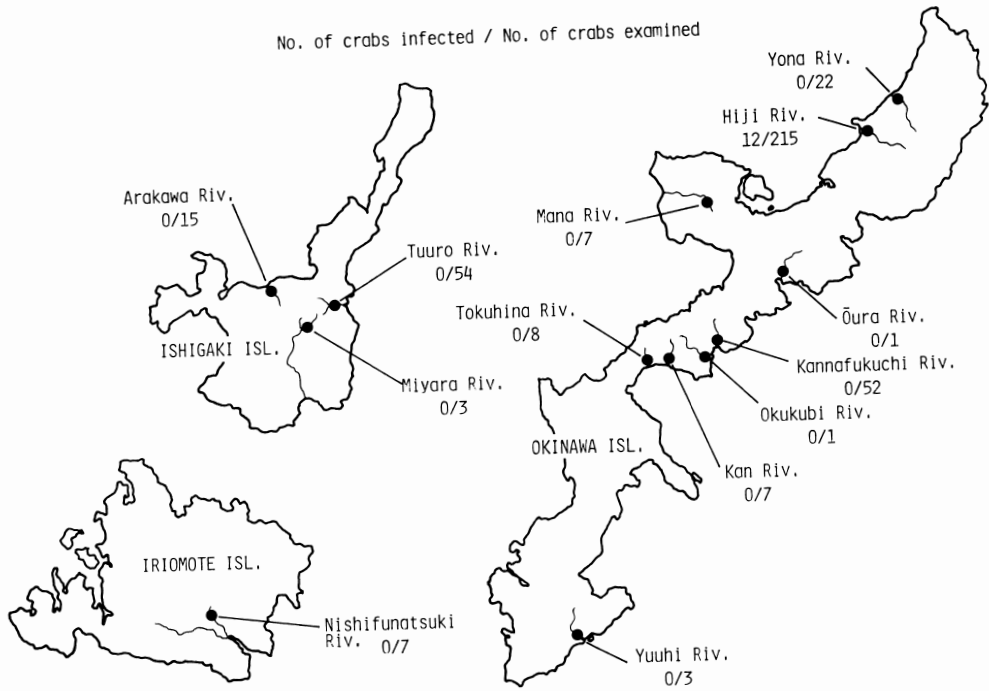 No. of crabs infected / No. of crabs examined
Yona Riv.
0/22
Hiji Riv.
12/215
Arakawa Riv.
0/15
Mana Riv.
0/7
Tuuro Riv.
0/54
Tokuhina Riv.
0/8
Ōura Riv.
0/1
ISHIGAKI ISL.
Kannafukuchi Riv.
0/52
Miyara Riv.
0/3
Okukubi Riv.
0/1
OKINAWA ISL.
Kan Riv.
0/7
IRIOMOTE ISL.
Nishifunatsuki
Riv. 0/7
Yuuhi Riv.
0/3